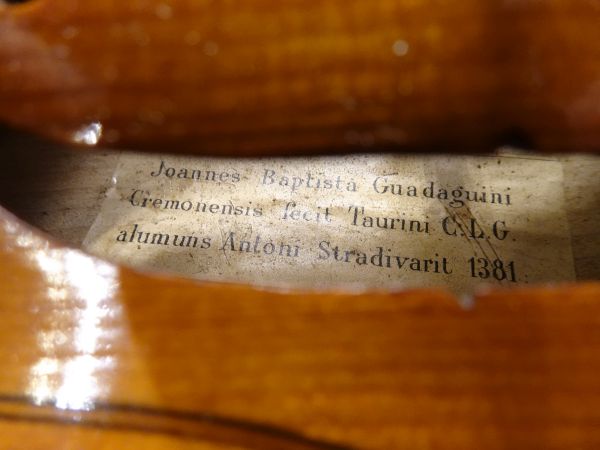 Joannes Baptista Guadaguini
Cremonensis fecit Taurini C.L.G.
alumuns Antoni Stradivarit 1381